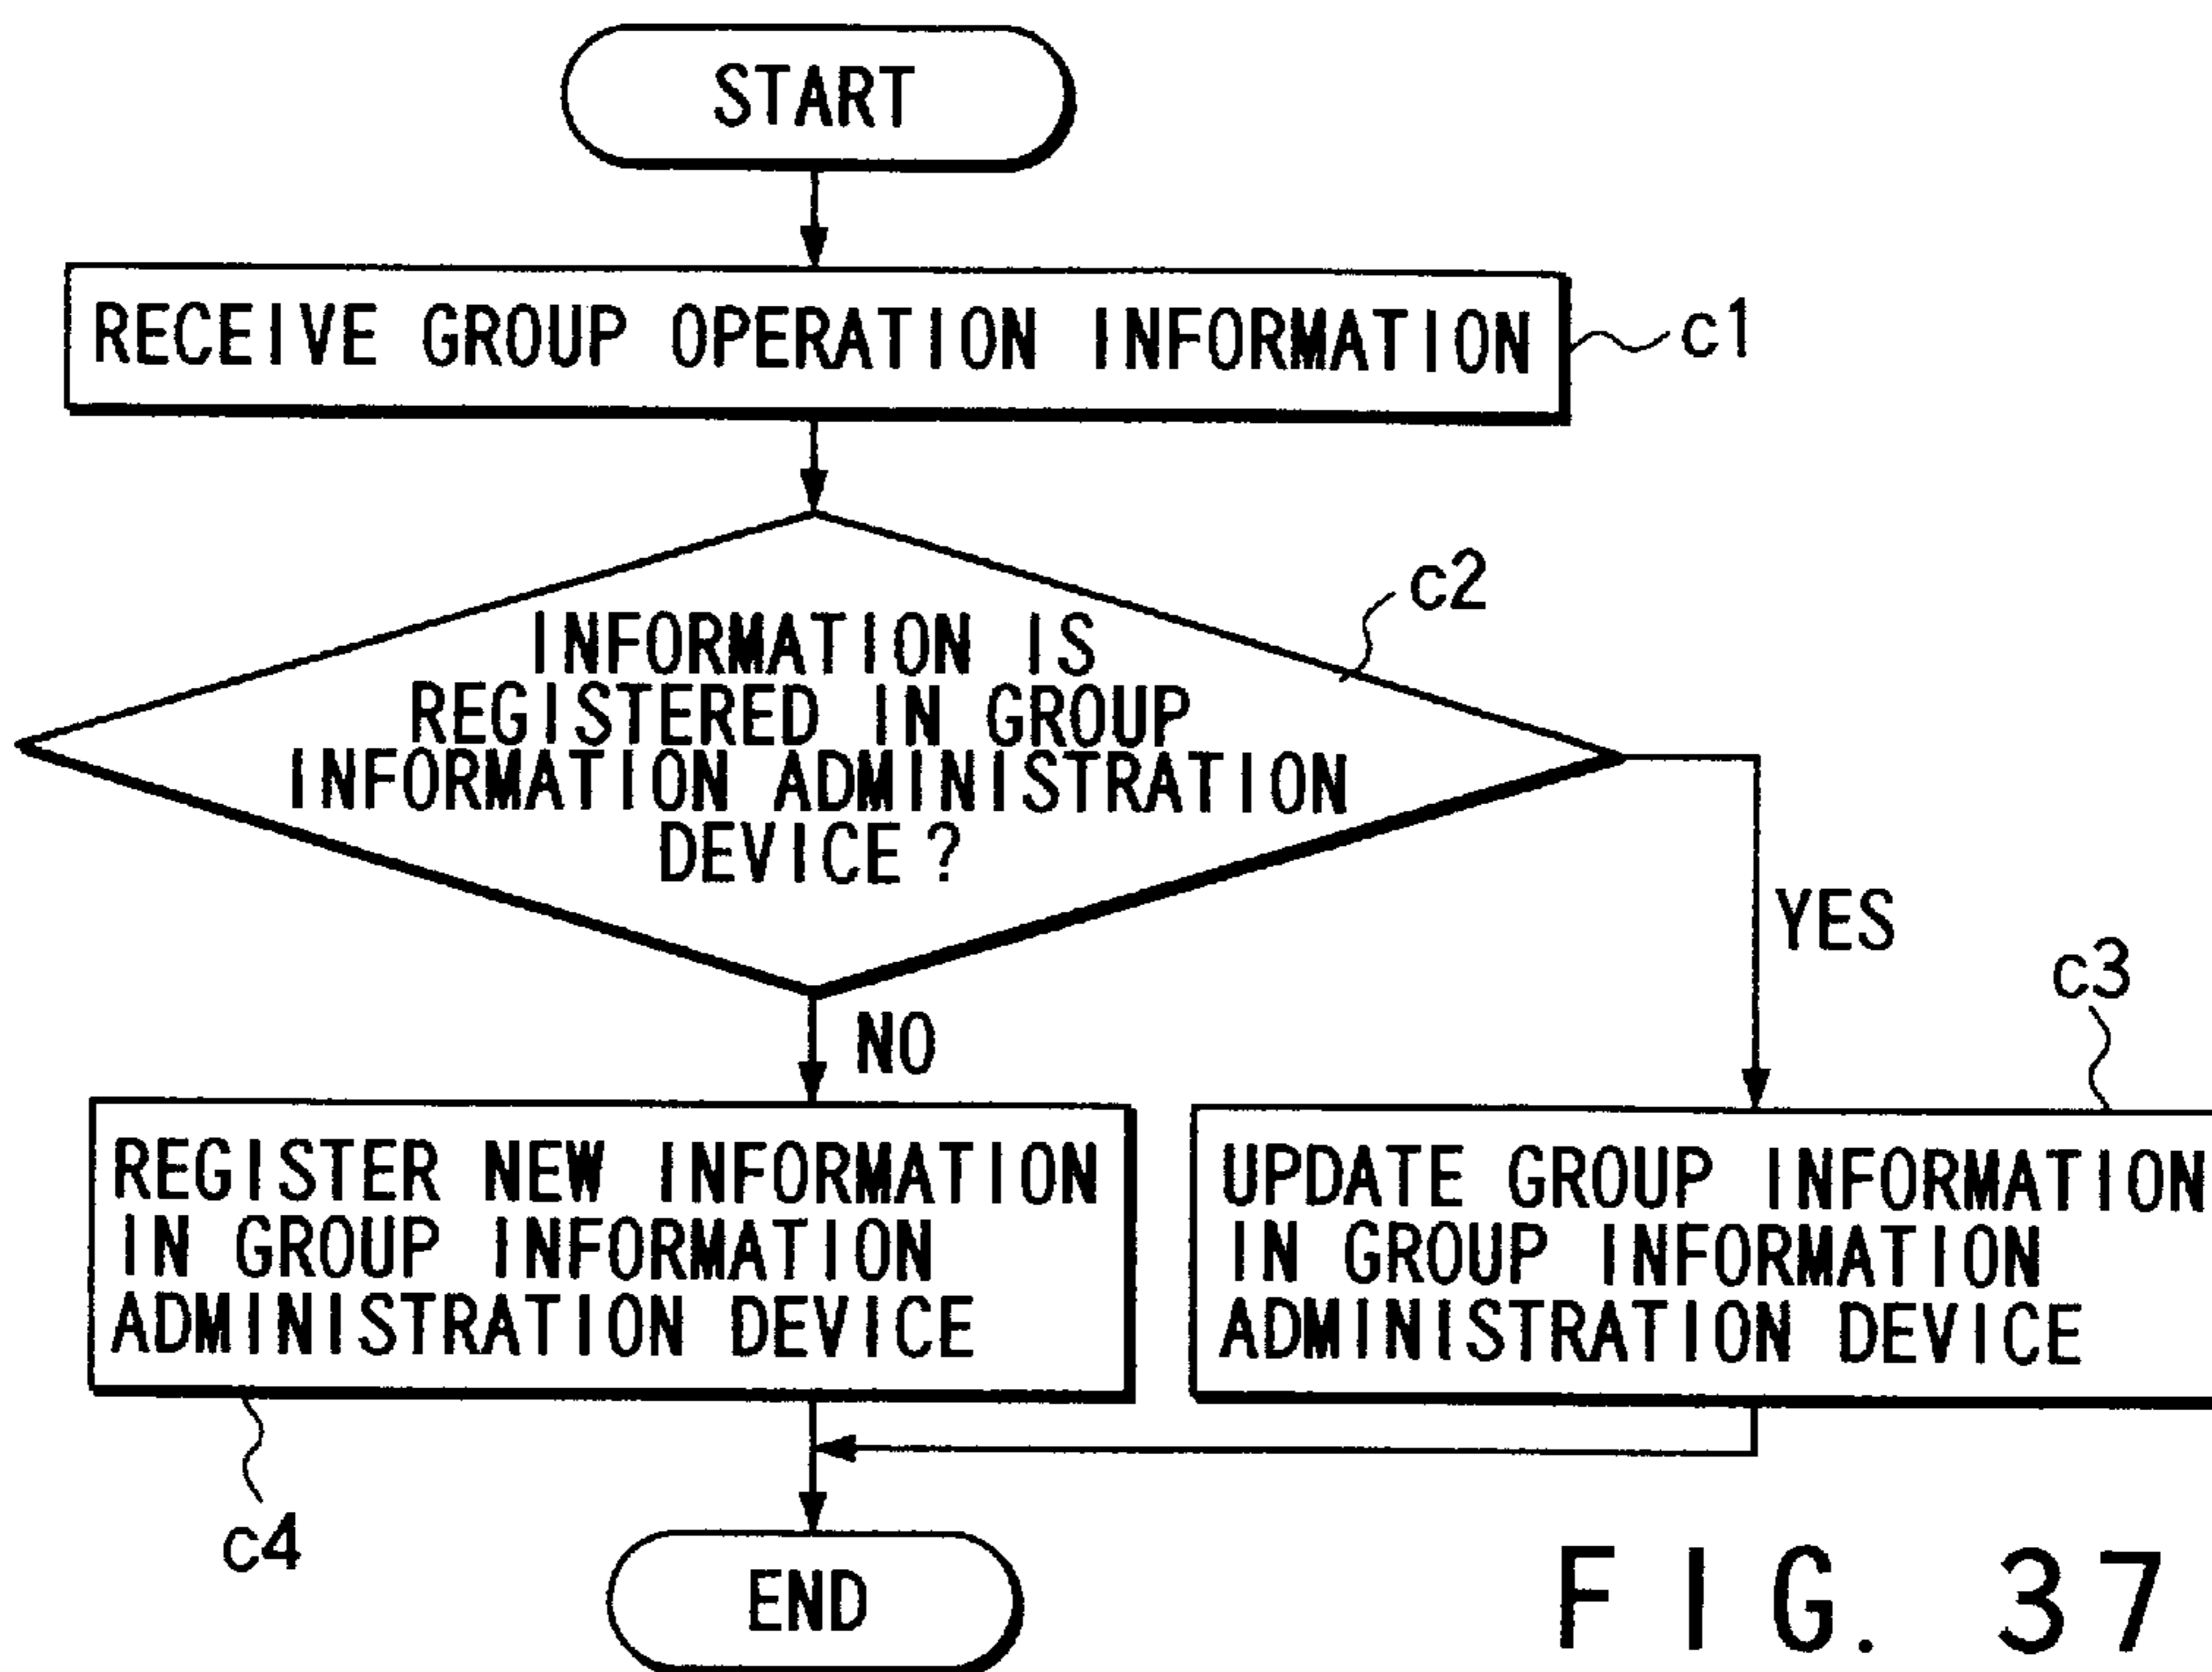 START
RECEIVE GROUP OPERATION INFORMATION
c1
c2
INFORMATION IS
REGISTERED IN GROUP
INFORMATION ADMINISTRATION
DEVICE?
YES
c3
NO
REGISTER NEW INFORMATION
IN GROUP INFORMATION
ADMINISTRATION DEVICE
UPDATE GROUP INFORMATION
IN GROUP INFORMATION
ADMINISTRATION DEVICE
c4
END
FIG. 37